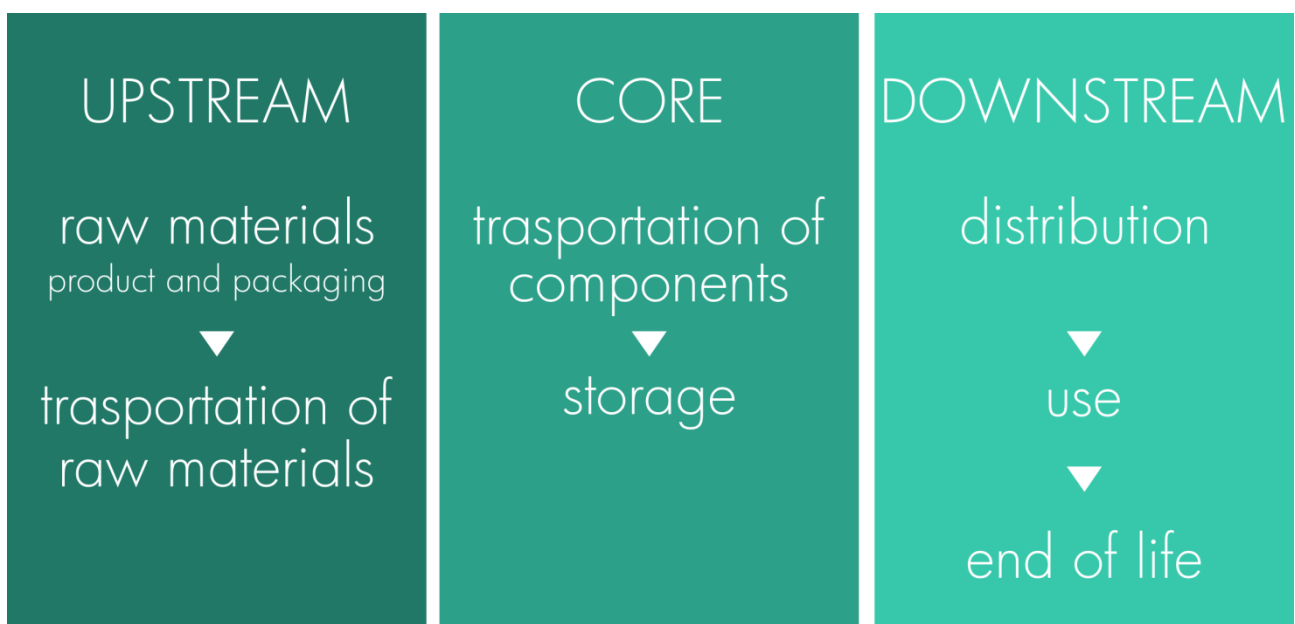 UPSTREAM
raw materials
product and packaging
trasportation of
raw materials
CORE
trasportation of
components
storage
DOWNSTREAM
distribution
use
end of life